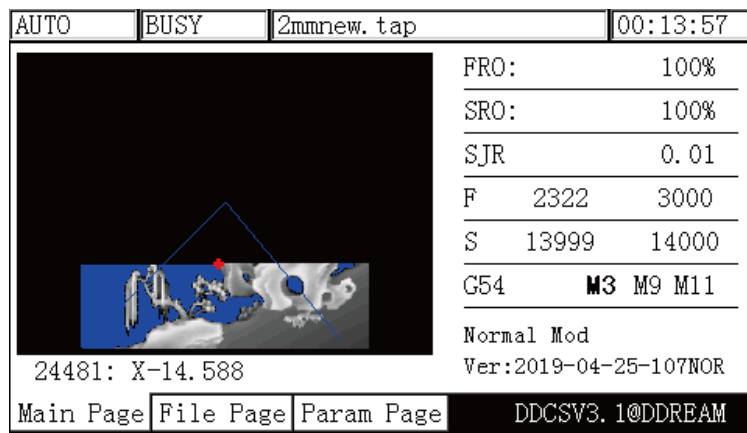 AUTO BUSY 2mmnew.tap 00:13:57
FRO: 100%
SRO: 100%
SJR 0.01
F 2322 3000
S 13999 14000
G54 M3 M9 M11
Normal Mod
24481: X-14.588 Ver:2019-04-25-107NOR
Main Page File Page Param Page DDCSV3.1@DDREAM